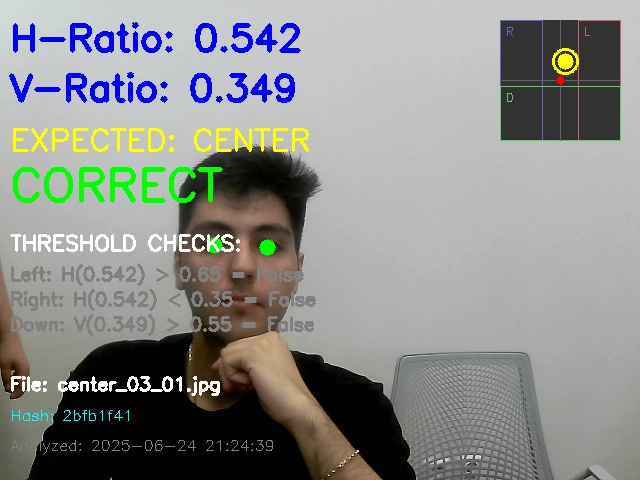 H-Ratio: 0.542
V-Ratio: 0.349
EXPECTED: CENTER
CORRECT
THRESHOLD CHECKS:
Left: H(0.542) > 0.65 = False
Right: H(0.542) < 0.35 = False
Down: V(0.349) > 0.55 = False
File: center_03_01.jpg
Hash: 2bfb1f41
Analyzed: 2025-06-24 21:24:39
R
L
D